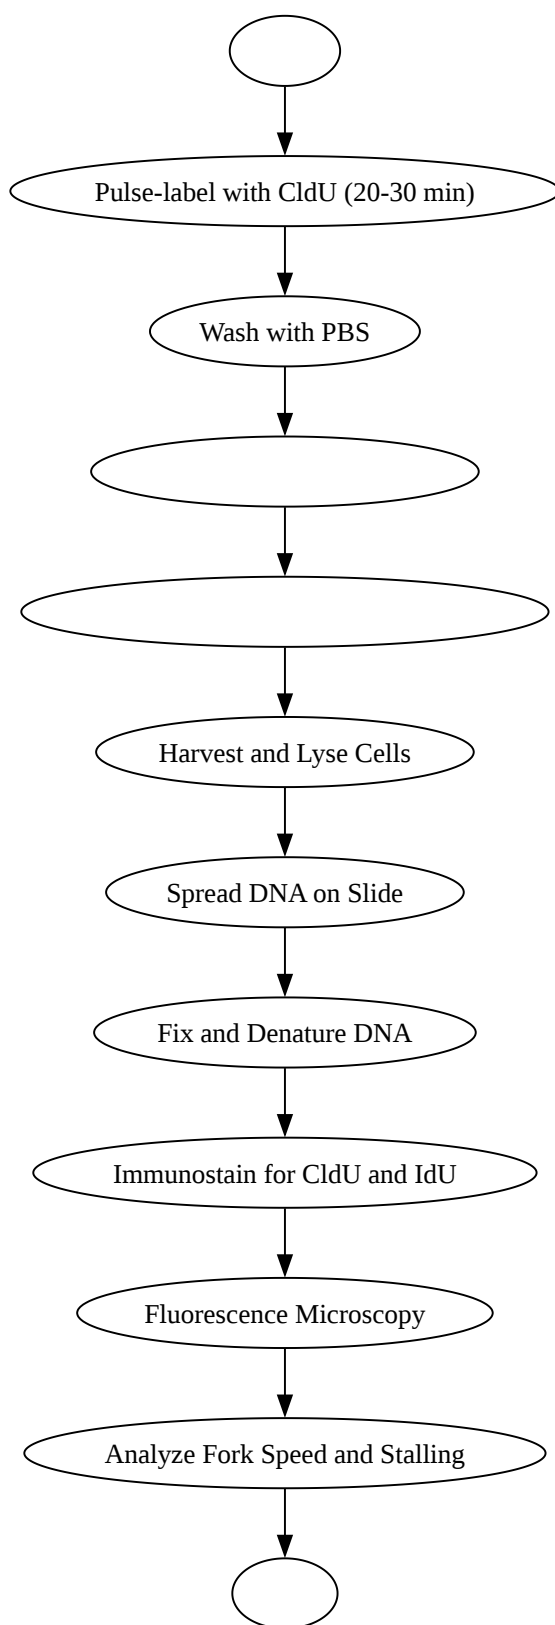 Pulse-label with CldU (20-30 min)
Wash with PBS
Harvest and Lyse Cells
Spread DNA on Slide
Fix and Denature DNA
Immunostain for CldU and IdU
Fluorescence Microscopy
Analyze Fork Speed and Stalling